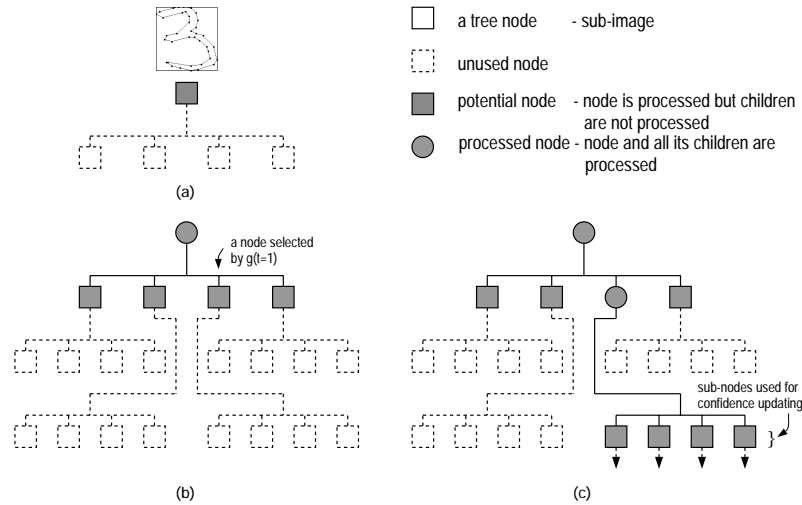 a tree node - sub-image
unused node
potential node - node is processed but children
are not processed
processed node - node and all its children are
processed
(a)
a node selected
by g(t=1)
sub-nodes used for
confidence updating
}
(b)
(c)